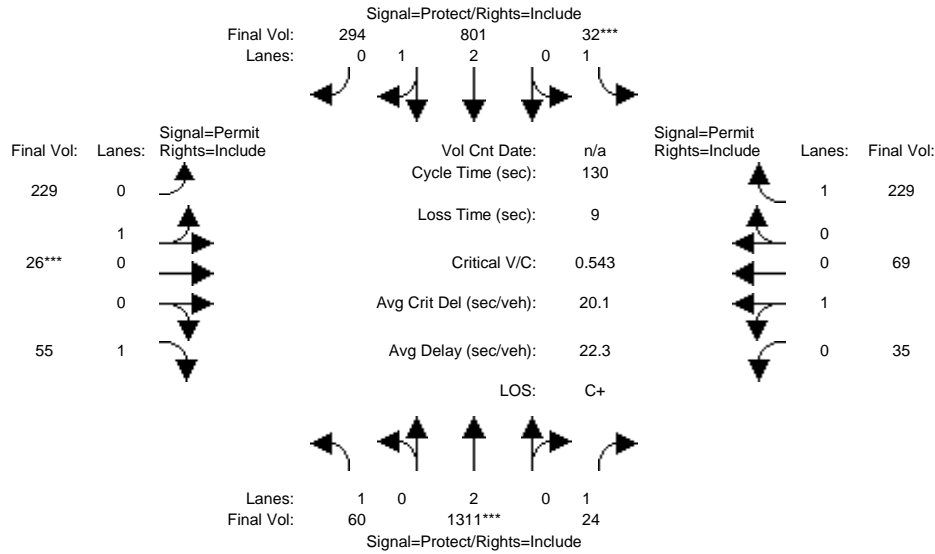 Signal=Protect/Rights=Include
Final Vol: 294 801 32***
Lanes: 0 1 2 0 1
Signal=Permit Signal=Permit
Final Vol: Lanes: Rights=Include Vol Cnt Date: n/a Rights=Include Lanes: Final Vol:
Cycle Time (sec): 130
229 0 1 229
Loss Time (sec): 9
1 0
26*** 0 Critical V/C: 0.543 0 69
0 Avg Crit Del (sec/veh): 20.1 1
55 1 Avg Delay (sec/veh): 22.3 0 35
LOS: C+
Lanes: 1 0 2 0 1
Final Vol: 60 1311*** 24
Signal=Protect/Rights=Include